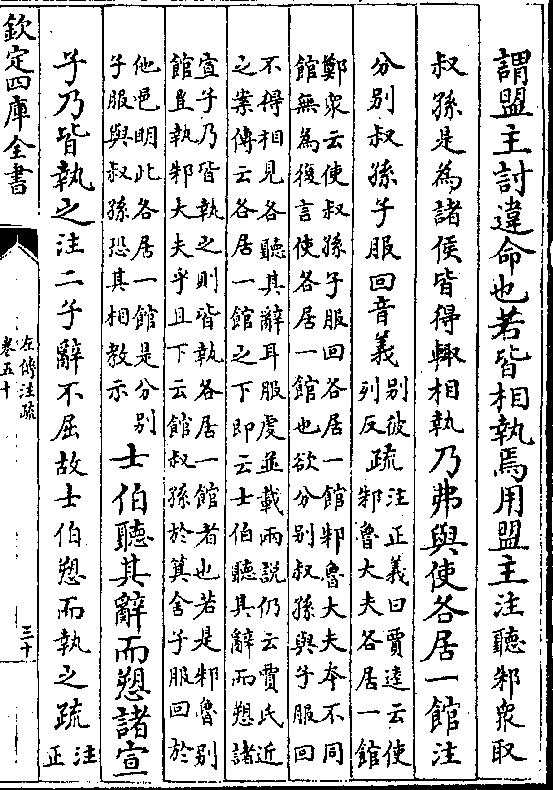 謂盟主討違命也若皆相執焉用盟主注聽邾衆取
叔孫是為諸侯皆得輒相執乃弗與使各居一館注
分别叔孫子服回音義别彼列反疏注正義曰賈逵云使邾魯大夫各居一館
鄭衆云使叔孫子服回各居一館邾魯大夫本不同
館無為復言使各居一館也欲分别叔孫與子服回
不得相見各聽其辭耳服虔並載兩説仍云賈氏近
之案傳云各居一館之下即云士伯聽其辭而愬諸
宣子乃皆執之則皆執各居一館者也若是邾魯别
館豈執邾大夫乎且下云館叔孫於箕舍子服回於
他邑明此各居一館是分别
子服與叔孫恐其相教示
士伯聽其辭而愬諸宣
子乃皆執之注二子辭不屈故士伯愬而執之疏注正
欽定四庫全書
左傳注疏
卷五十
三十